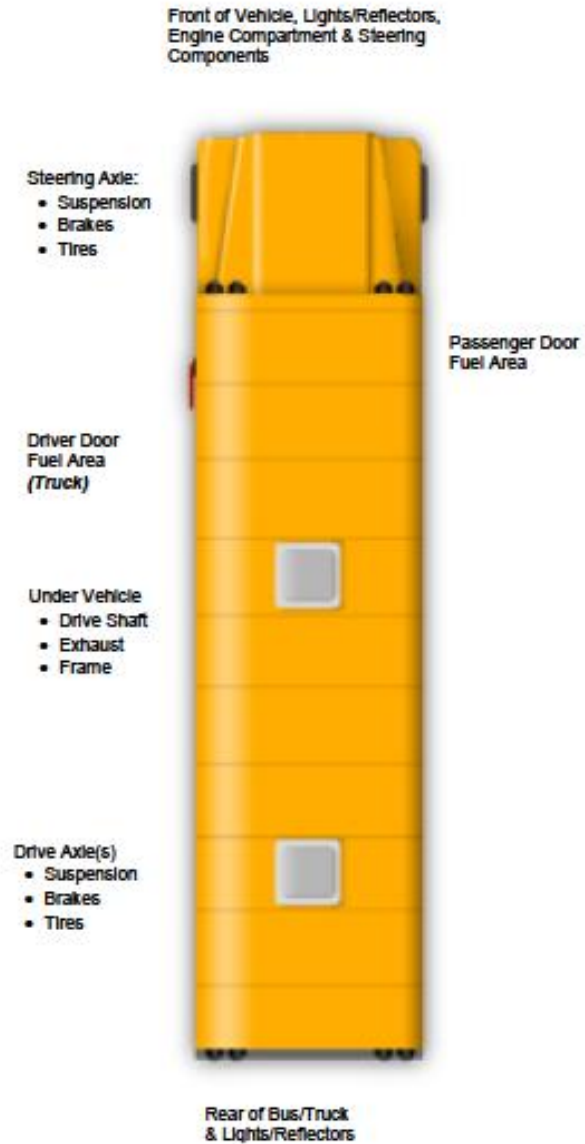 Front of Vehicle, Lights/Reflectors,
Engine Compartment & Steering
Components
Steering Axle:
• Suspension
• Brakes
• Tires
Passenger Door
Fuel Area
Driver Door
Fuel Area
(Truck)
Under Vehicle
• Drive Shaft
• Exhaust
• Frame
Drive Axle(s)
• Suspension
• Brakes
• Tires
Rear of Bus/Truck
& Lights/Reflectors